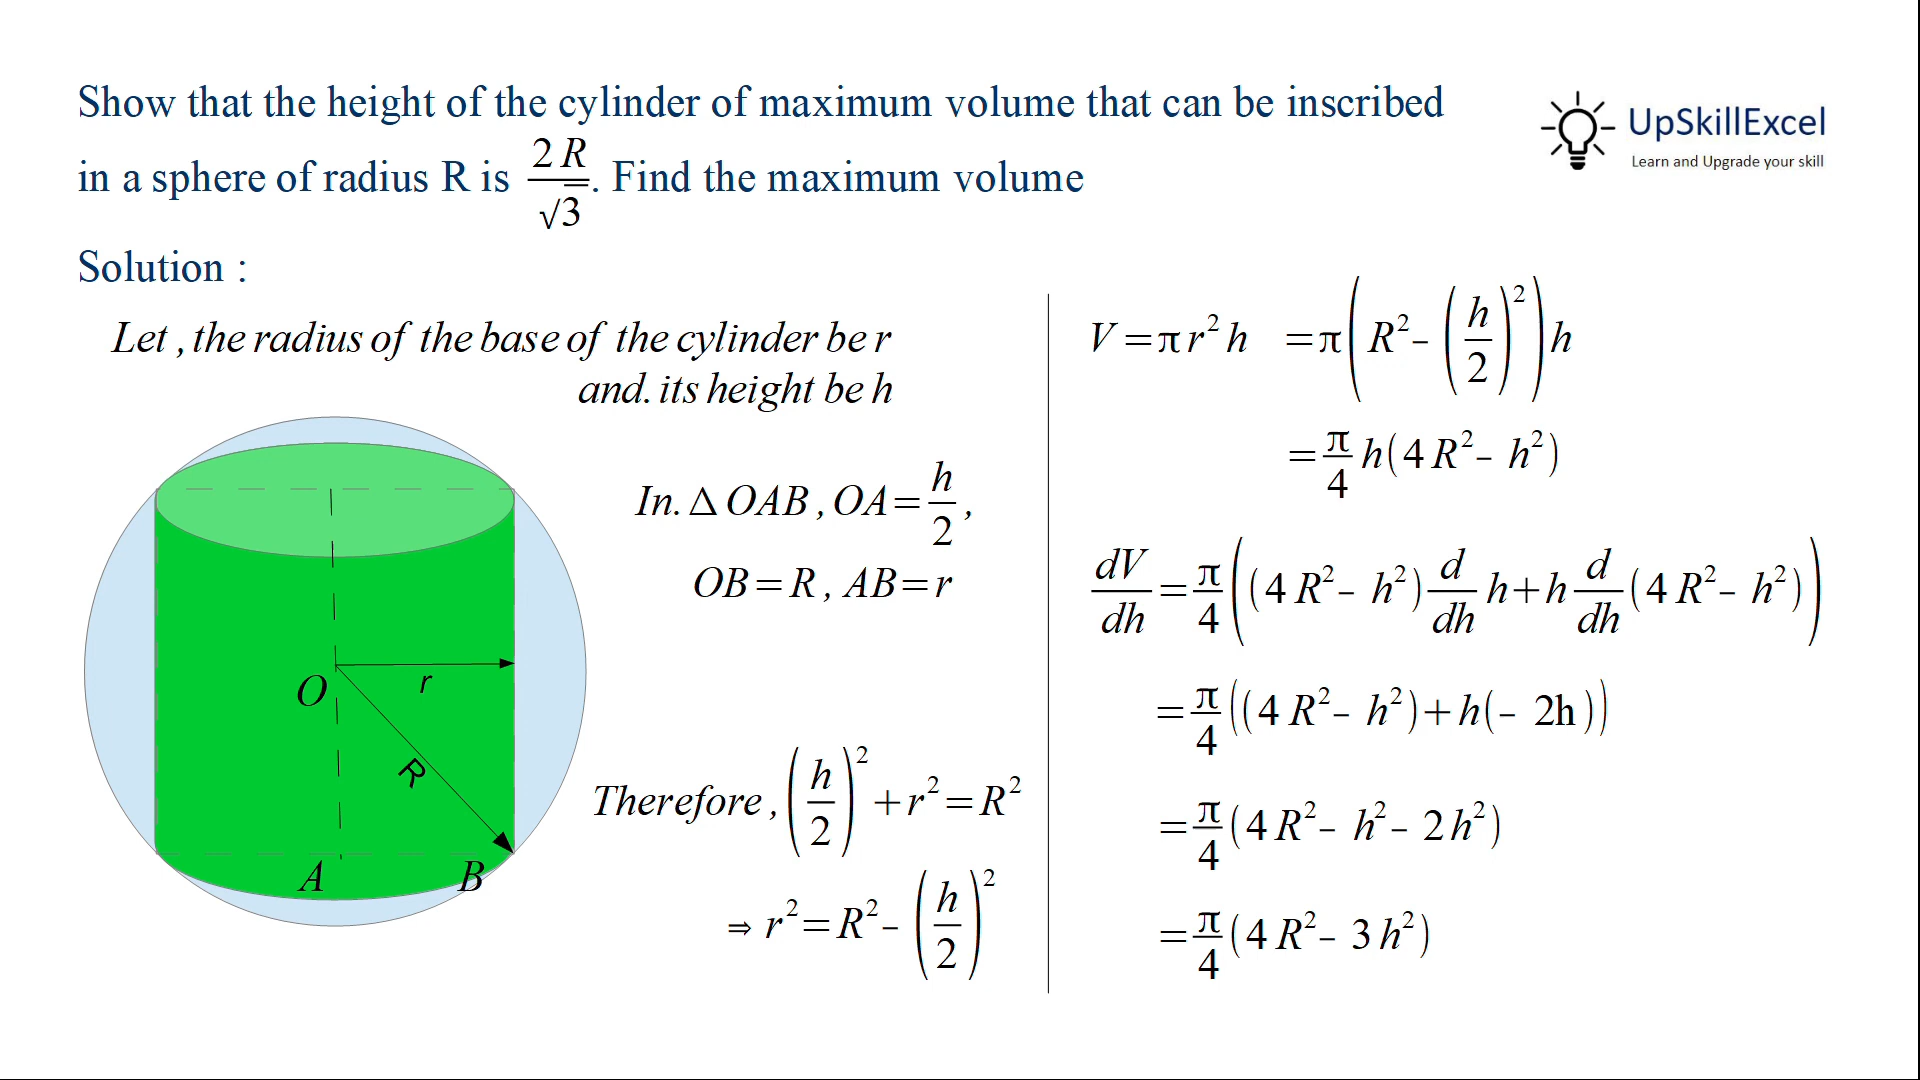 Show that the height of the cylinder of maximum volume that can be inscribed
in a sphere of radius R is 2R/√3. Find the maximum volume
UpSkillExcel
Learn and Upgrade your skill
Solution :
Let , the radius of the base of the cylinder be r
and. its height be h
In. Δ OAB , OA = h/2 ,
OB = R , AB = r
O
r
R
A
B
Therefore , (h/2)² + r² = R²
⇒ r² = R² – (h/2)²
V = π r² h = π(R² – (h/2)²)h
= π/4 h(4R² – h²)
dV/dh = π/4((4R² – h²) d/dh h + h d/dh (4R² – h²))
= π/4((4R² – h²) + h(– 2h))
= π/4(4R² – h² – 2h²)
= π/4(4R² – 3h²)